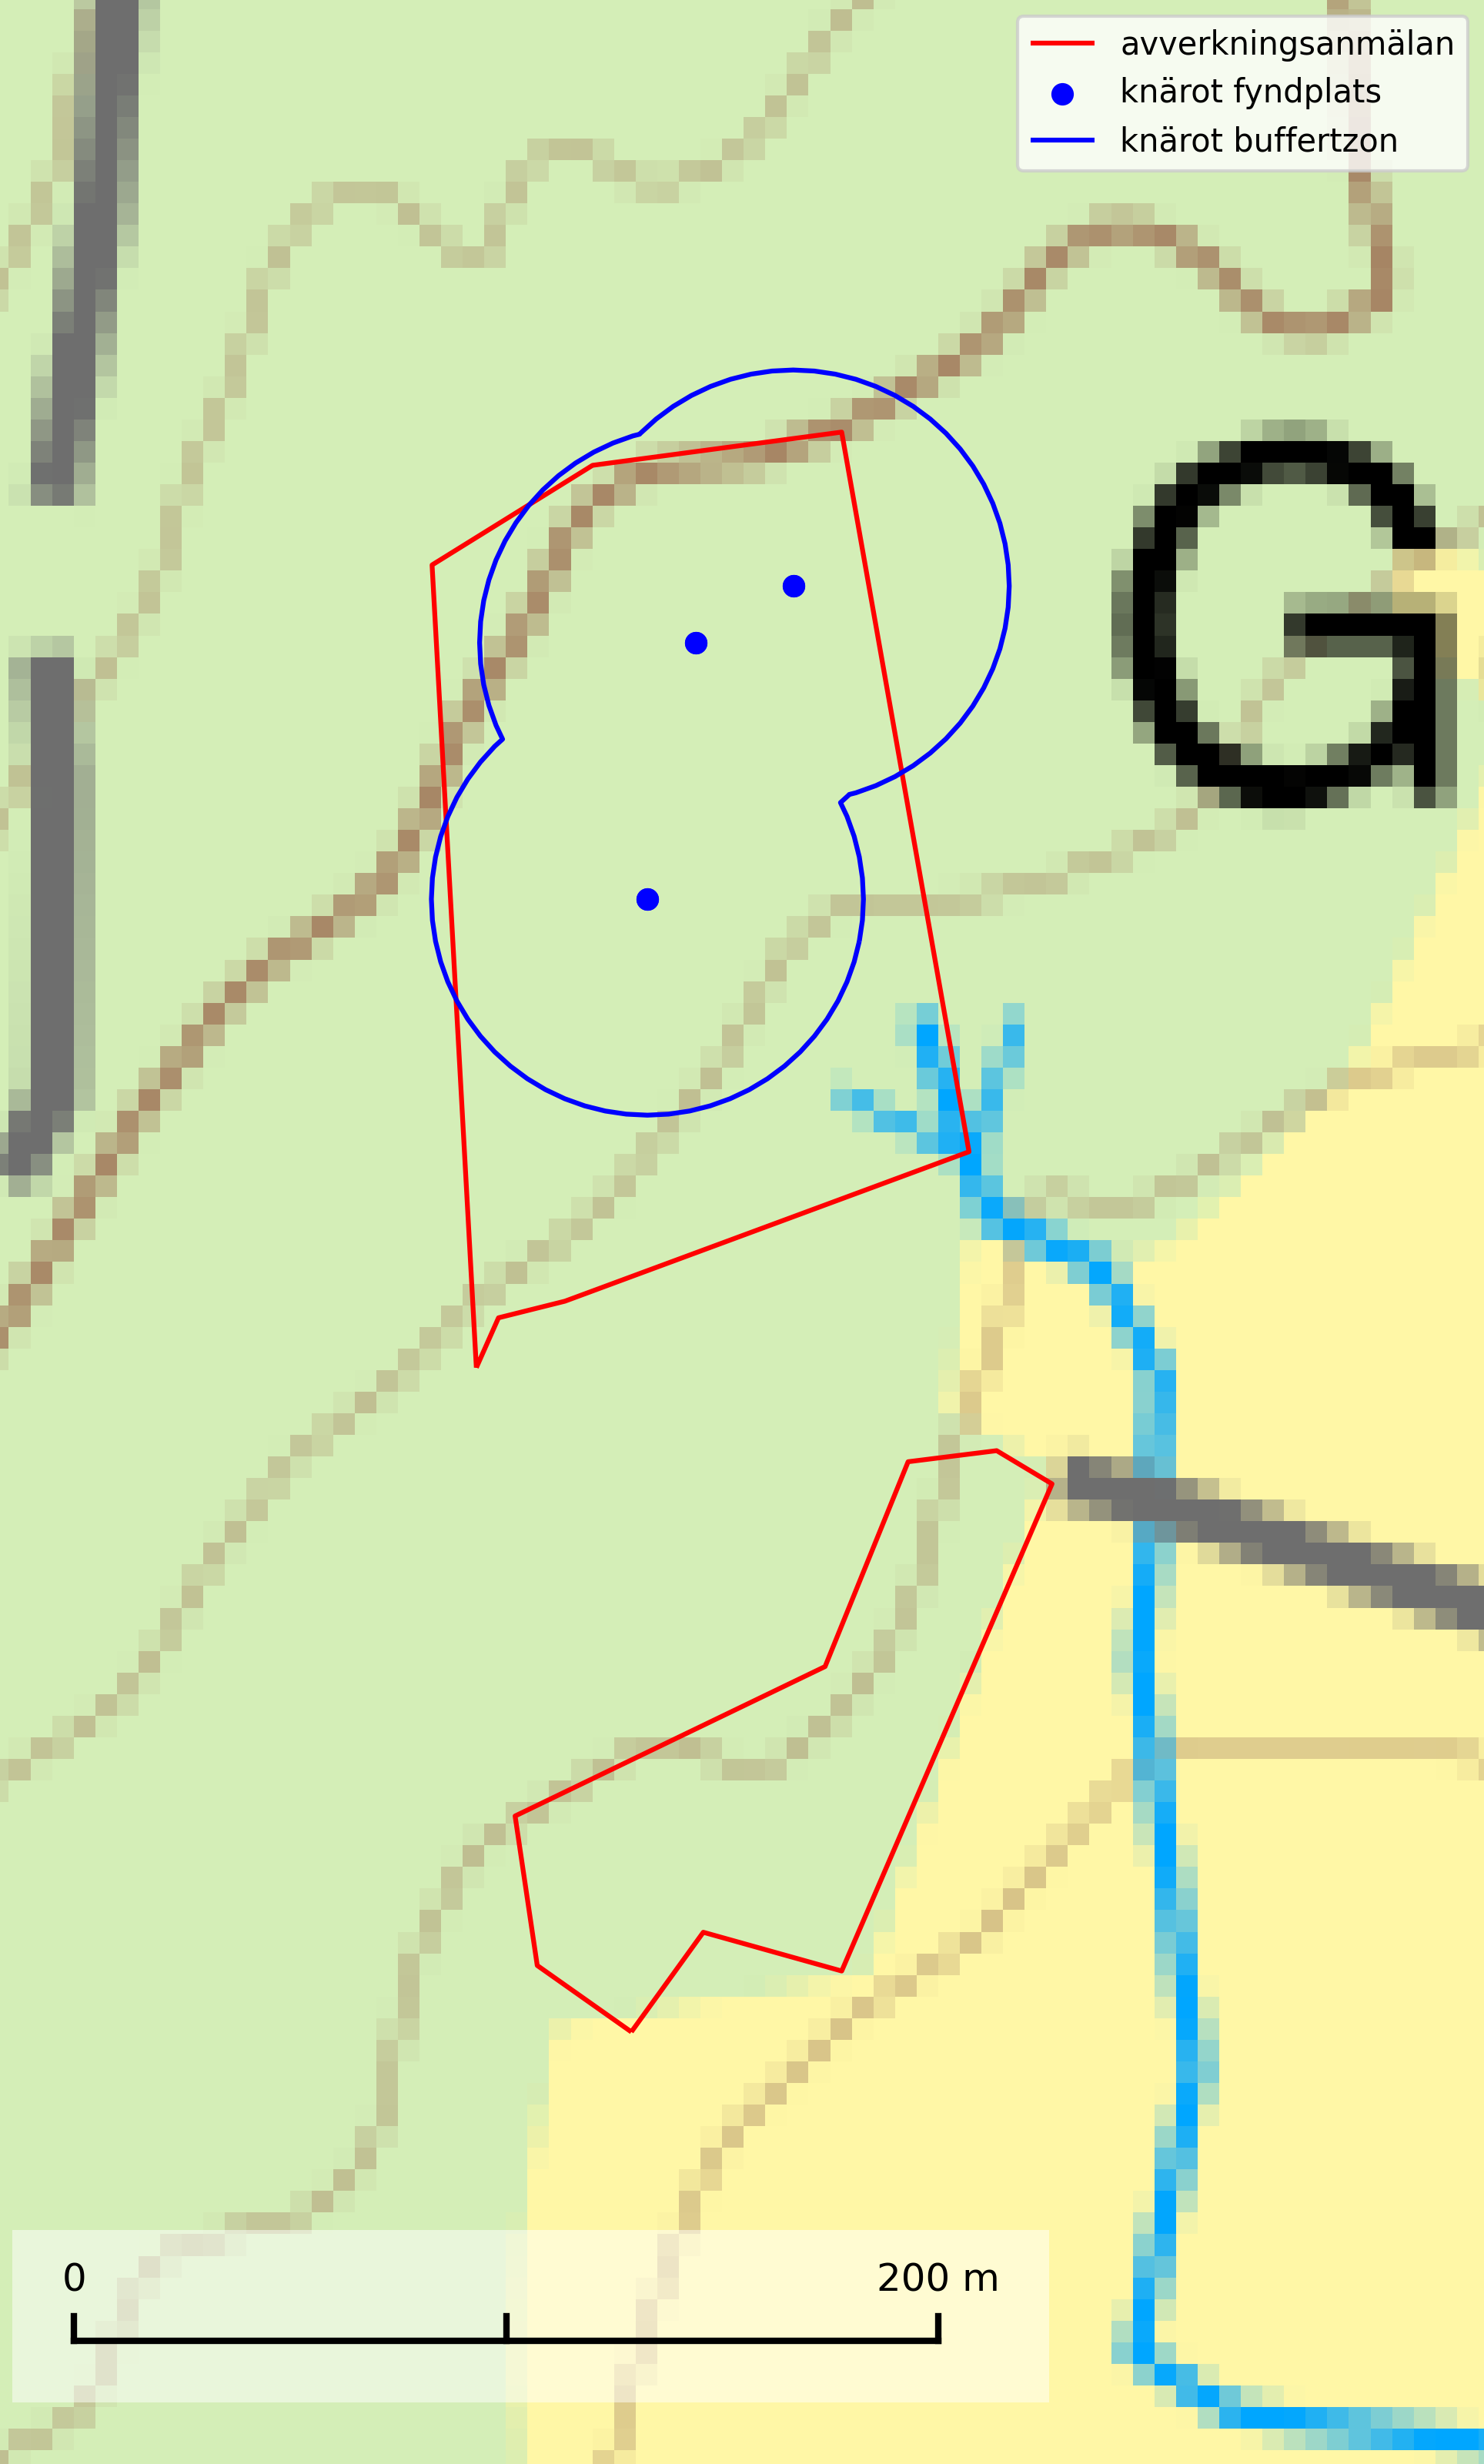 avverkningsanmälan
knärot fyndplats
knärot buffertzon
G
0 200 m